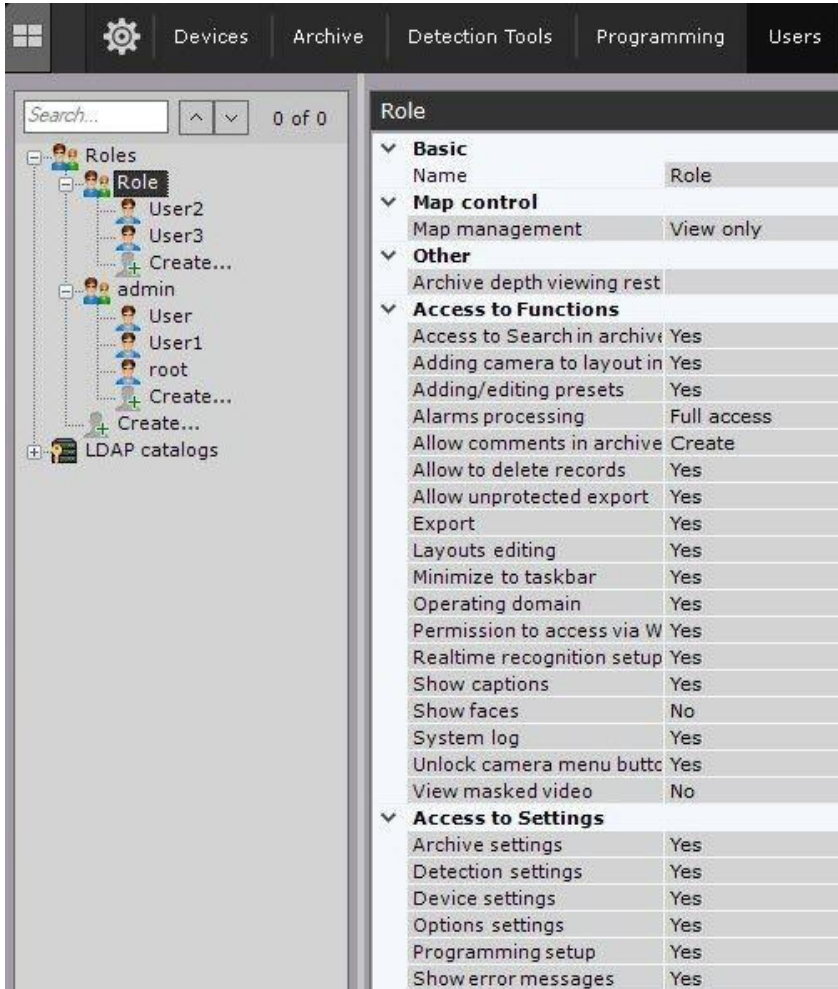 Devices Archive Detection Tools Programming Users
Search... 0 of 0
Roles
Role
User2
User3
Create...
admin
User
User1
root
Create...
Create...
LDAP catalogs
Role
Basic
Name Role
Map control
Map management View only
Other
Archive depth viewing rest
Access to Functions
Access to Search in archive Yes
Adding camera to layout in Yes
Adding/editing presets Yes
Alarms processing Full access
Allow comments in archive Create
Allow to delete records Yes
Allow unprotected export Yes
Export Yes
Layouts editing Yes
Minimize to taskbar Yes
Operating domain Yes
Permission to access via W Yes
Realtime recognition setup Yes
Show captions Yes
Show faces No
System log Yes
Unlock camera menu butto Yes
View masked video No
Access to Settings
Archive settings Yes
Detection settings Yes
Device settings Yes
Options settings Yes
Programming setup Yes
Show error messages Yes